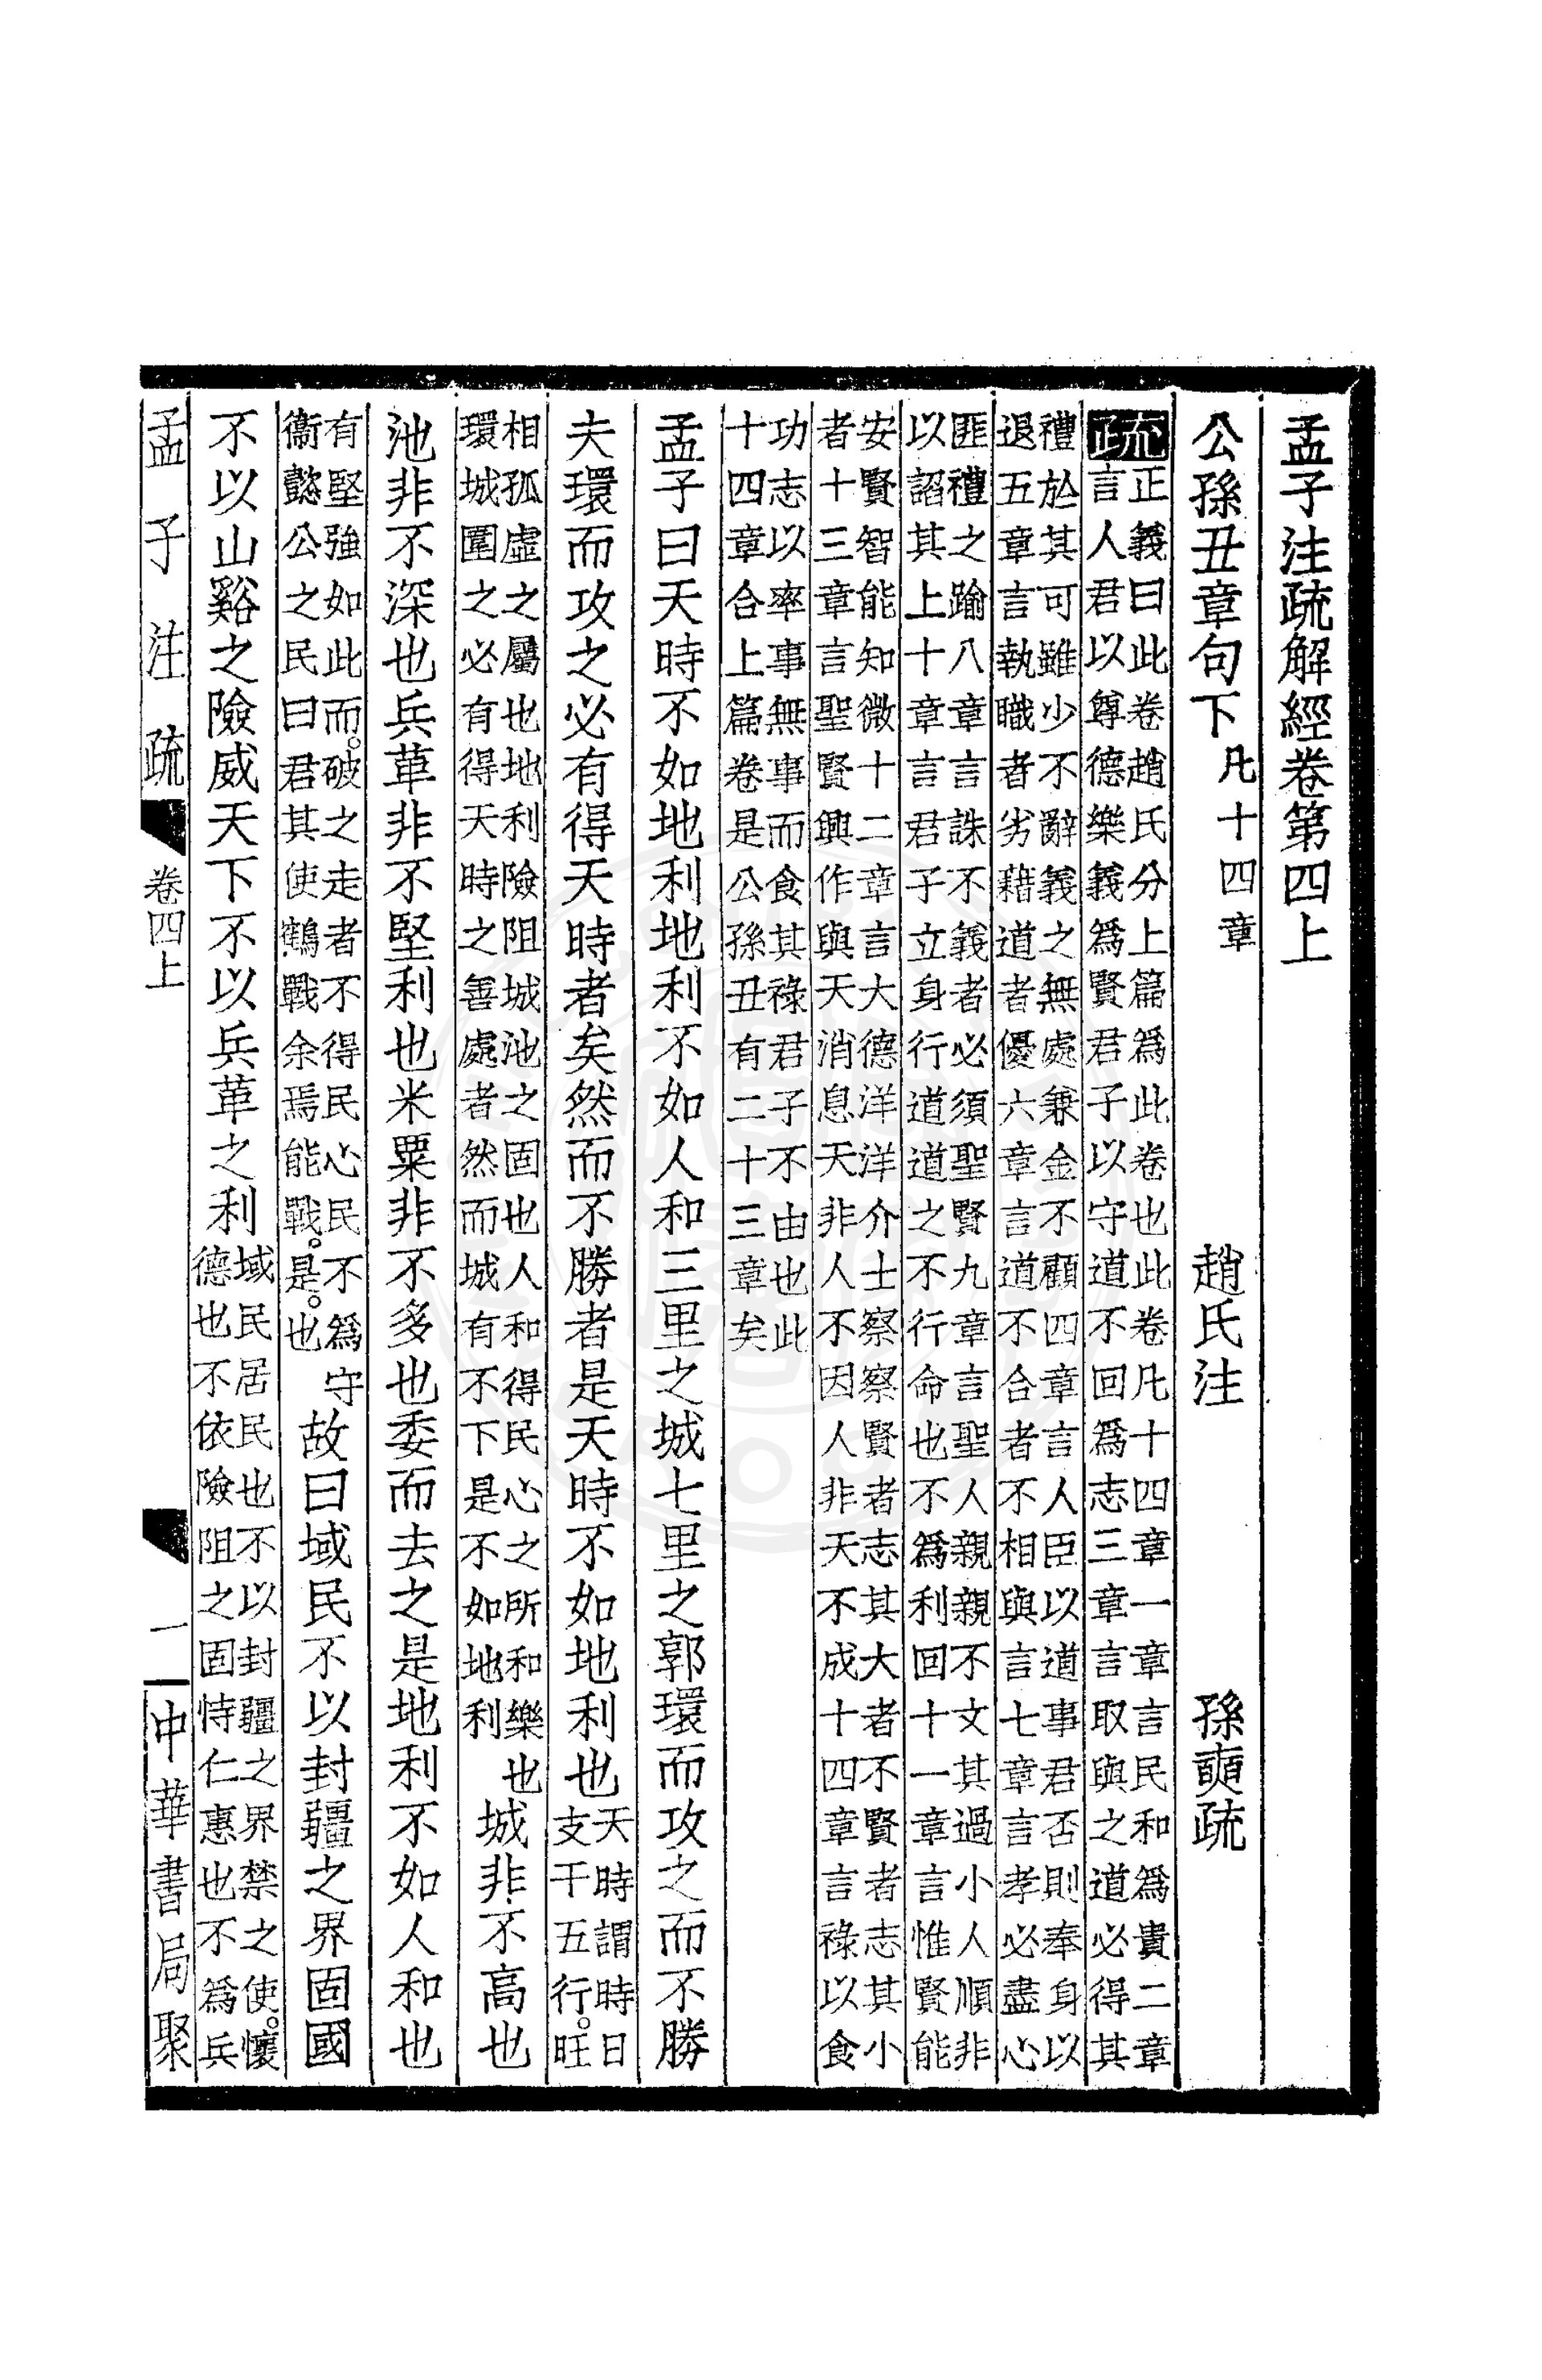 孟子注疏解經卷第四上
公孫丑章句下 凡十四章 趙氏注 孫奭疏
疏 正義曰此卷趙氏分上篇爲此卷也此卷凡十四章一章言民和爲貴二章
言人君以尊德樂義爲賢君子以守道不回爲志三章言取與之道必得其
禮於其可雖少不辭義之無處兼金不顧四章言人臣以道事君否則奉身以
退五章言執職者劣藉道者優六章言道不合者不相與言七章言孝必盡心
匪禮之踰八章言誅不義者必須聖賢九章言聖人親親不文其過小人順非
以諂其上十章言君子立身行道道之不行命也不爲利回十一章言惟賢能
安賢智能知微十二章言大德洋洋介士察察賢者志其大者不賢者志其小
者十三章言聖賢興作與天消息天非人不因人非天不成十四章言祿以食
功志以率事無事而食其祿君子不由也此
十四章合上篇卷是公孫丑有二十三章矣
孟子曰天時不如地利地利不如人和三里之城七里之郭環而攻之而不勝
夫環而攻之必有得天時者矣然而不勝者是天時不如地利也
天時謂時日
支干五行。旺
相孤虛之屬也地利險阻城池之固也人和得民心之所和樂也
環城圍之必有得天時之善處者然而城有不下是不如地利
城非不高也
池非不深也兵革非不堅利也米粟非不多也委而去之是地利不如人和也
有堅強如此而。破之走者不得民心民不爲守
衞懿公之民曰君其使鶴戰余焉能戰。是。也
故曰域民不以封疆之界固國
不以山谿之險威天下不以兵革之利
域民居民也不以封疆之界禁之使。懷
德也不依險阻之固恃仁惠也不爲兵
孟子注疏 卷四上 一 中華書局聚